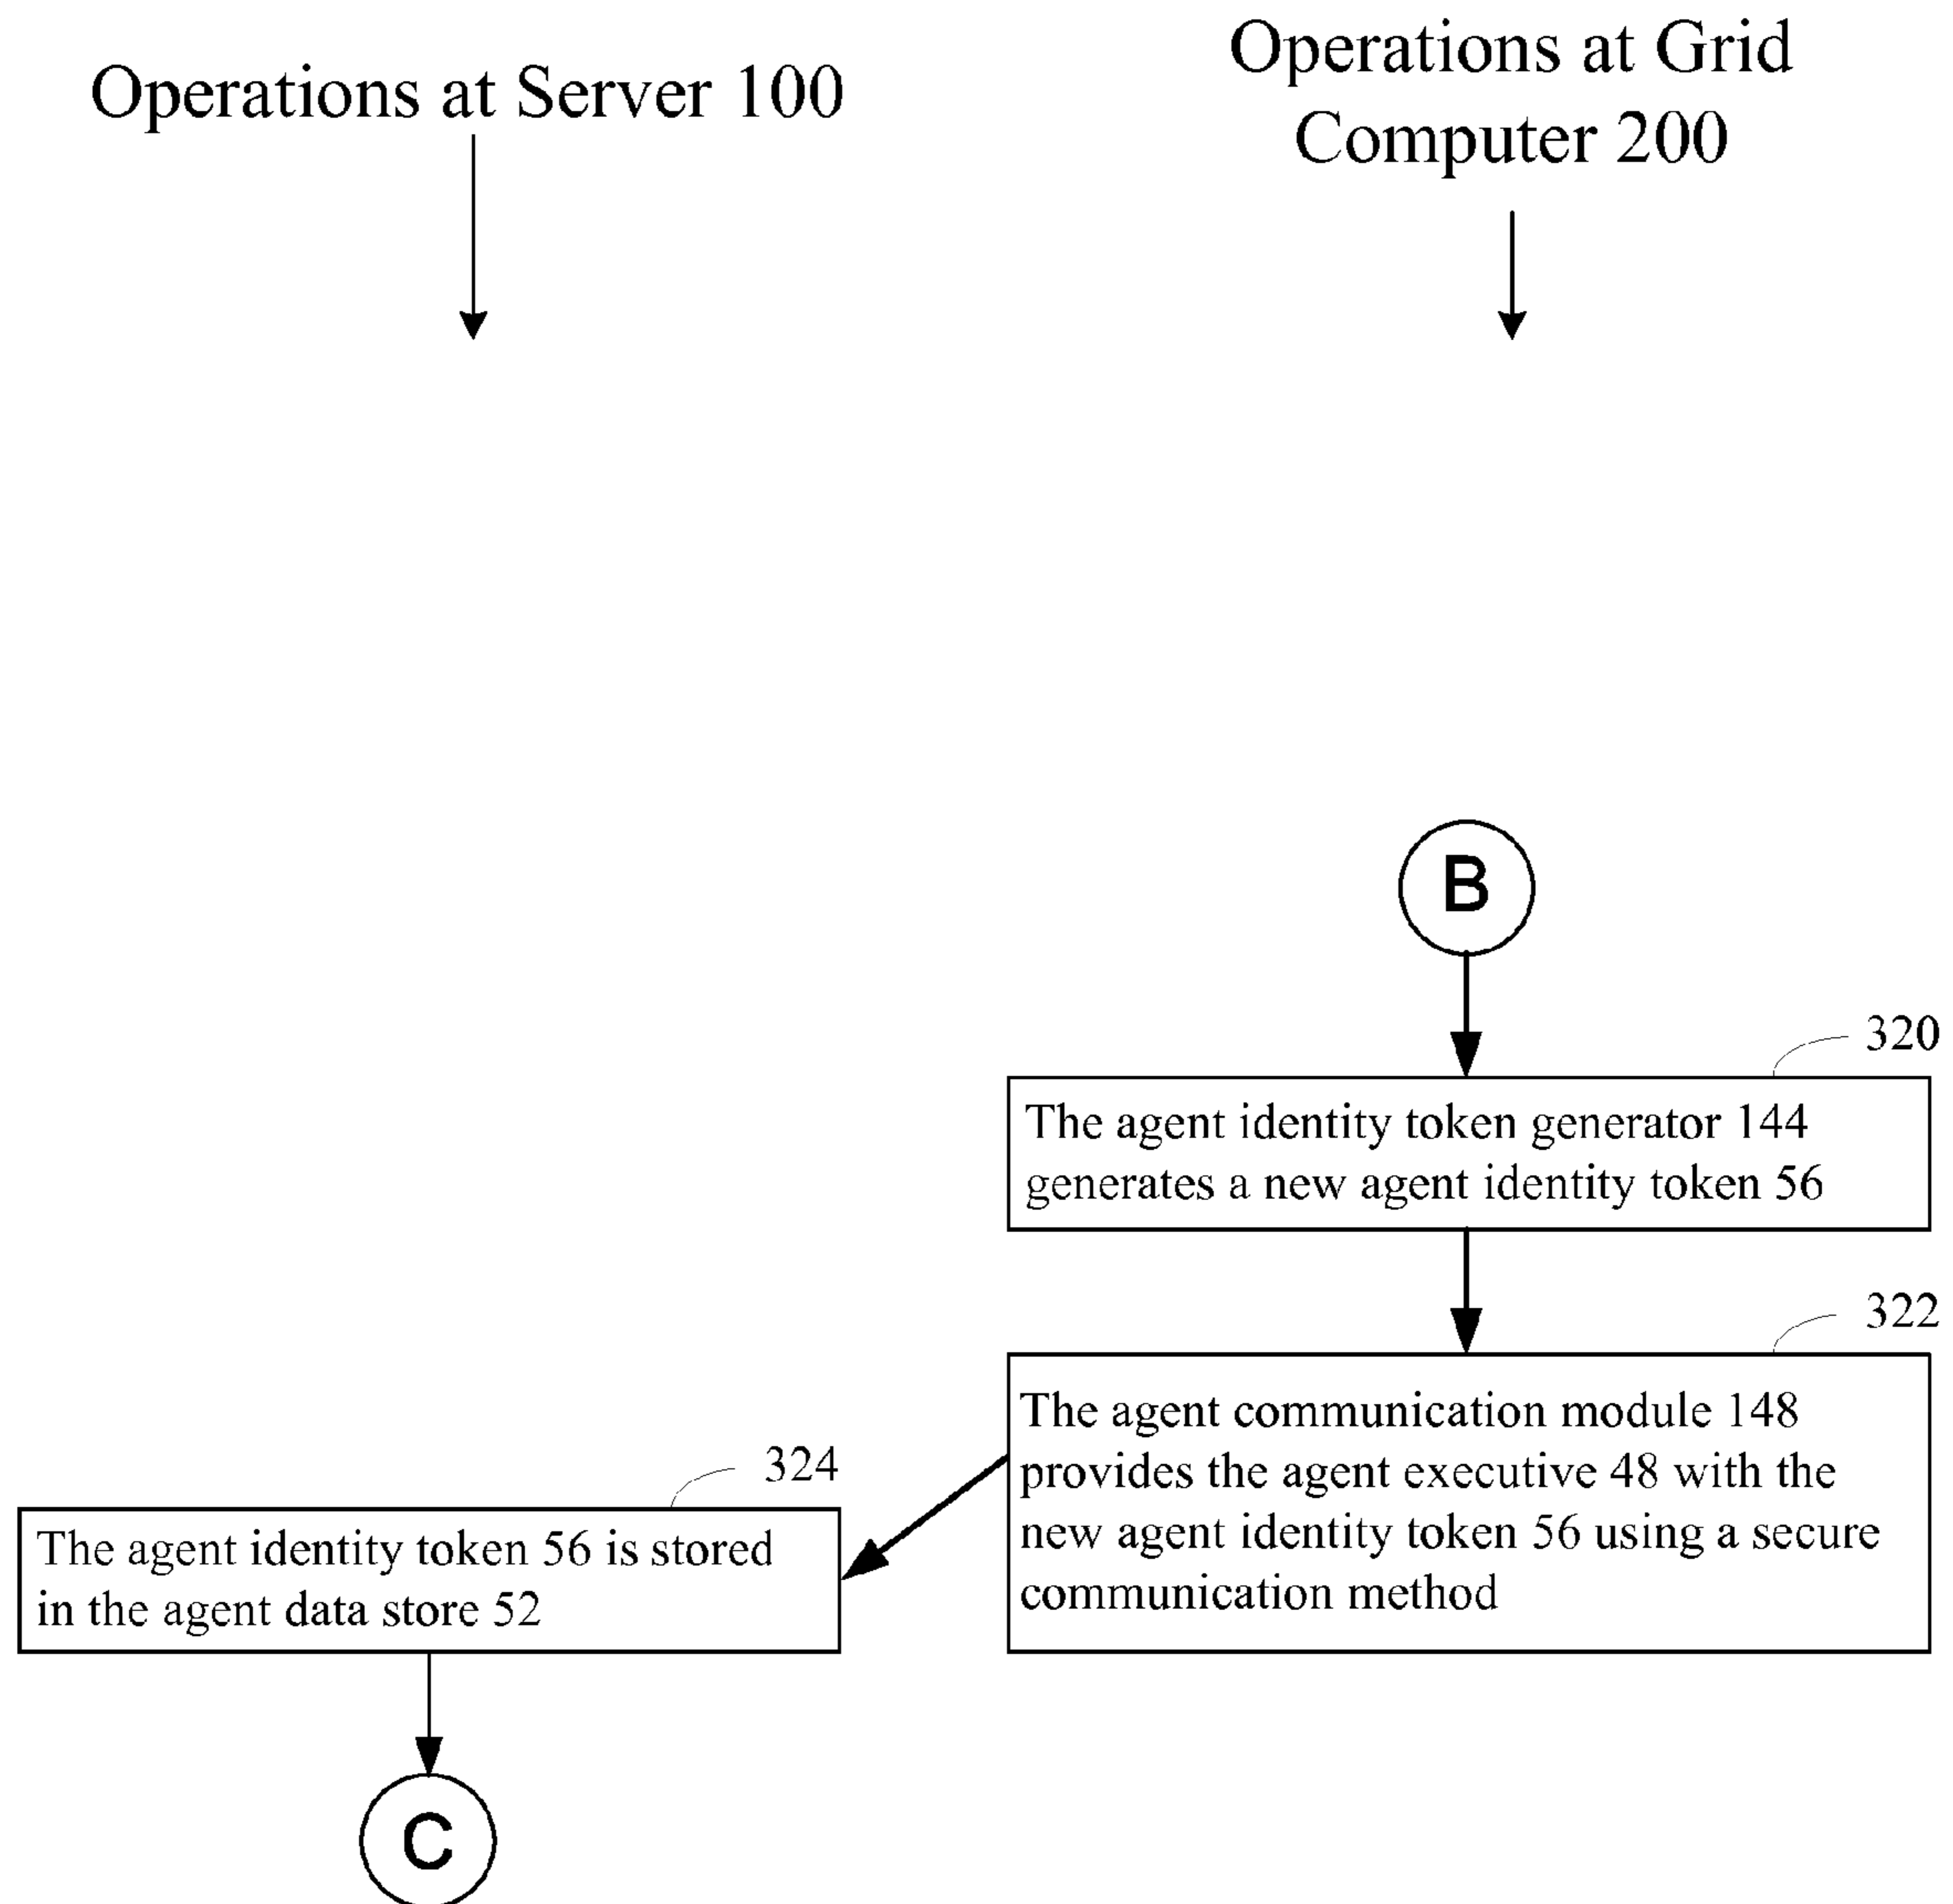 Operations at Server 100
Operations at Grid
Computer 200
B
320
The agent identity token generator 144
generates a new agent identity token 56
322
The agent communication module 148
provides the agent executive 48 with the
new agent identity token 56 using a secure
communication method
324
The agent identity token 56 is stored
in the agent data store 52
C